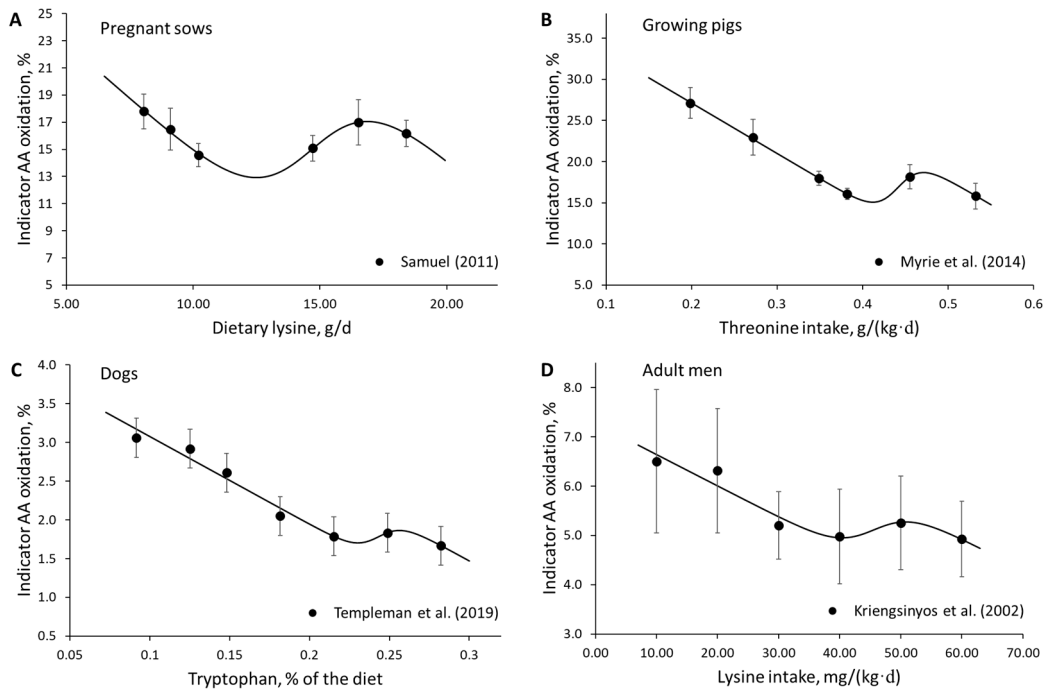 A
Pregnant sows
Indicator AA oxidation, %
25
23
21
19
17
15
13
11
9
7
5
5.00
10.00
15.00
20.00
Samuel (2011)
Dietary lysine, g/d
B
Growing pigs
Indicator AA oxidation, %
35.0
30.0
25.0
20.0
15.0
10.0
5.0
0.1
0.2
0.3
0.4
0.5
0.6
Myrie et al. (2014)
Threonine intake, g/(kg·d)
C
Dogs
Indicator AA oxidation, %
4.0
3.5
3.0
2.5
2.0
1.5
1.0
0.5
0.05
0.1
0.15
0.2
0.25
0.3
Templeman et al. (2019)
Tryptophan, % of the diet
D
Adult men
Indicator AA oxidation, %
8.0
7.0
6.0
5.0
4.0
3.0
0.00
10.00
20.00
30.00
40.00
50.00
60.00
70.00
Kriengsinyos et al. (2002)
Lysine intake, mg/(kg·d)